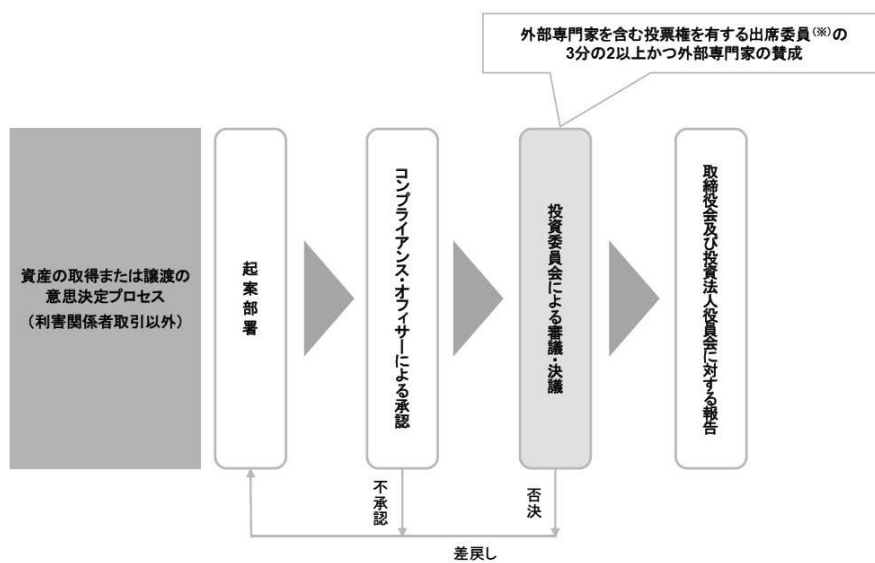 外部専門家を含む投票権を有する出席委員(※)の
3分の2以上かつ外部専門家の賛成
資産の取得または譲渡の
意思決定プロセス
（利害関係者取引以外）
起案部署
コンプライアンス・オフィサーによる承認
投資委員会による審議・決議
取締役会及び投資法人役員会に対する報告
不承認
否決
差戻し